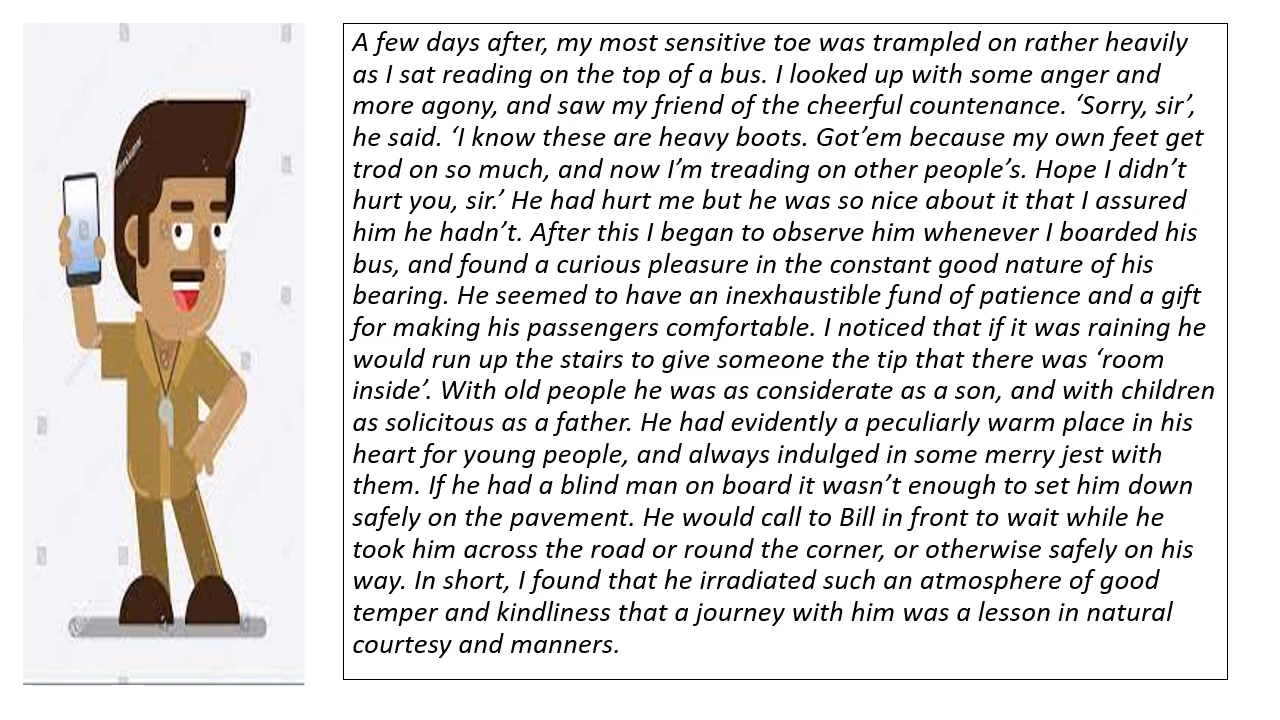 A few days after, my most sensitive toe was trampled on rather heavily
as I sat reading on the top of a bus. I looked up with some anger and
more agony, and saw my friend of the cheerful countenance. ‘Sorry, sir’,
he said. ‘I know these are heavy boots. Got’em because my own feet get
trod on so much, and now I’m treading on other people’s. Hope I didn’t
hurt you, sir.’ He had hurt me but he was so nice about it that I assured
him he hadn’t. After this I began to observe him whenever I boarded his
bus, and found a curious pleasure in the constant good nature of his
bearing. He seemed to have an inexhaustible fund of patience and a gift
for making his passengers comfortable. I noticed that if it was raining he
would run up the stairs to give someone the tip that there was ‘room
inside’. With old people he was as considerate as a son, and with children
as solicitous as a father. He had evidently a peculiarly warm place in his
heart for young people, and always indulged in some merry jest with
them. If he had a blind man on board it wasn’t enough to set him down
safely on the pavement. He would call to Bill in front to wait while he
took him across the road or round the corner, or otherwise safely on his
way. In short, I found that he irradiated such an atmosphere of good
temper and kindliness that a journey with him was a lesson in natural
courtesy and manners.